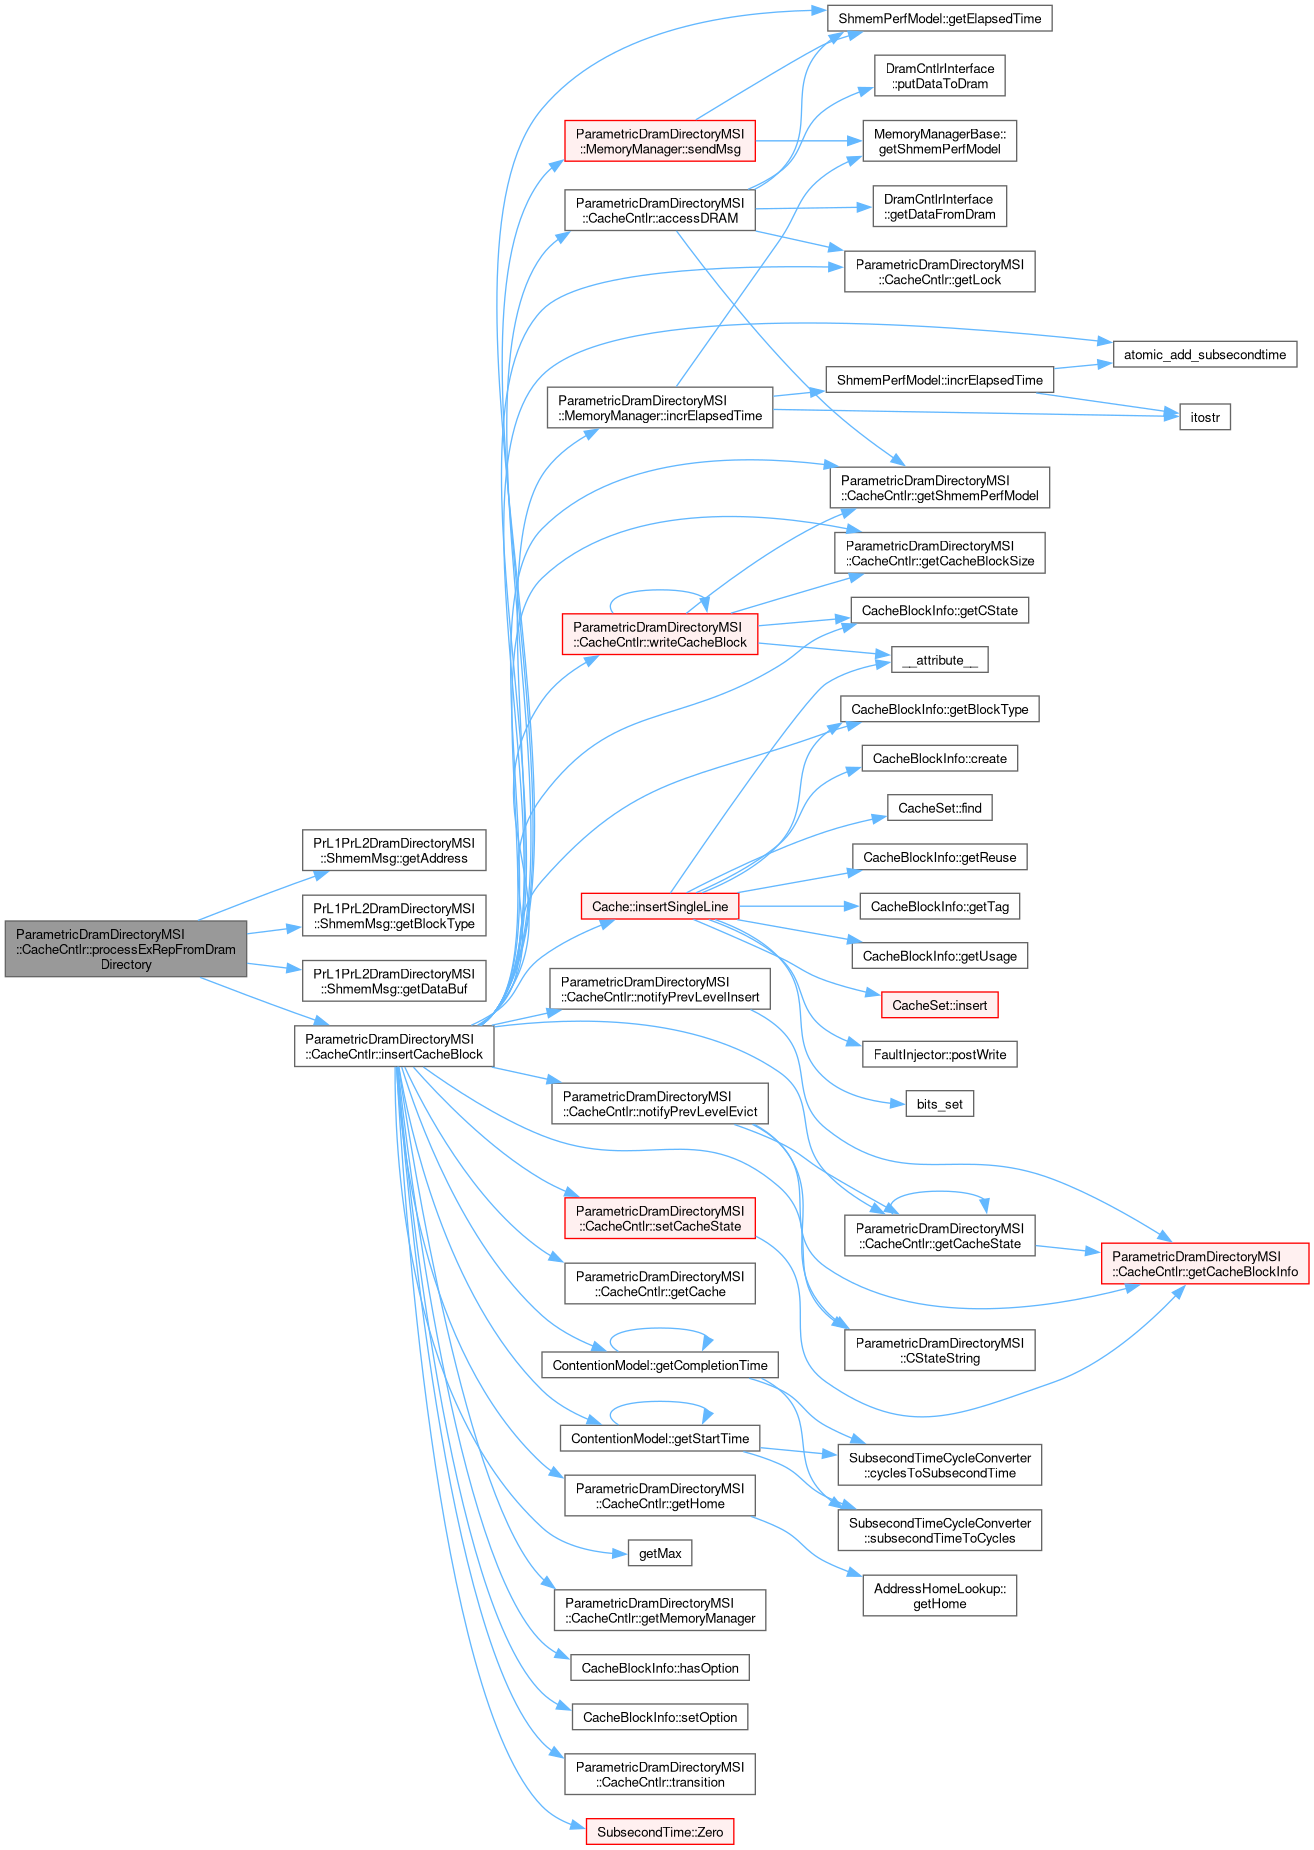 ParametricDramDirectoryMSI
::CacheCntlr::processExRepFromDram
Directory
PrL1PrL2DramDirectoryMSI
::ShmemMsg::getAddress
PrL1PrL2DramDirectoryMSI
::ShmemMsg::getBlockType
PrL1PrL2DramDirectoryMSI
::ShmemMsg::getDataBuf
ParametricDramDirectoryMSI
::CacheCntlr::insertCacheBlock
ParametricDramDirectoryMSI
::MemoryManager::sendMsg
ParametricDramDirectoryMSI
::CacheCntlr::accessDRAM
ParametricDramDirectoryMSI
::MemoryManager::incrElapsedTime
ParametricDramDirectoryMSI
::CacheCntlr::writeCacheBlock
Cache::insertSingleLine
ParametricDramDirectoryMSI
::CacheCntlr::notifyPrevLevelInsert
ParametricDramDirectoryMSI
::CacheCntlr::notifyPrevLevelEvict
ParametricDramDirectoryMSI
::CacheCntlr::setCacheState
ParametricDramDirectoryMSI
::CacheCntlr::getCache
ContentionModel::getCompletionTime
ContentionModel::getStartTime
ParametricDramDirectoryMSI
::CacheCntlr::getHome
getMax
ParametricDramDirectoryMSI
::CacheCntlr::getMemoryManager
CacheBlockInfo::hasOption
CacheBlockInfo::setOption
ParametricDramDirectoryMSI
::CacheCntlr::transition
SubsecondTime::Zero
ShmemPerfModel::getElapsedTime
DramCntlrInterface
::putDataToDram
MemoryManagerBase::
getShmemPerfModel
DramCntlrInterface
::getDataFromDram
ParametricDramDirectoryMSI
::CacheCntlr::getLock
ShmemPerfModel::incrElapsedTime
ParametricDramDirectoryMSI
::CacheCntlr::getShmemPerfModel
ParametricDramDirectoryMSI
::CacheCntlr::getCacheBlockSize
CacheBlockInfo::getCState
__attribute__
CacheBlockInfo::getBlockType
CacheBlockInfo::create
CacheSet::find
CacheBlockInfo::getReuse
CacheBlockInfo::getTag
CacheBlockInfo::getUsage
CacheSet::insert
FaultInjector::postWrite
bits_set
ParametricDramDirectoryMSI
::CacheCntlr::getCacheState
ParametricDramDirectoryMSI
::CStateString
SubsecondTimeCycleConverter
::cyclesToSubsecondTime
SubsecondTimeCycleConverter
::subsecondTimeToCycles
AddressHomeLookup::
getHome
atomic_add_subsecondtime
itostr
ParametricDramDirectoryMSI
::CacheCntlr::getCacheBlockInfo